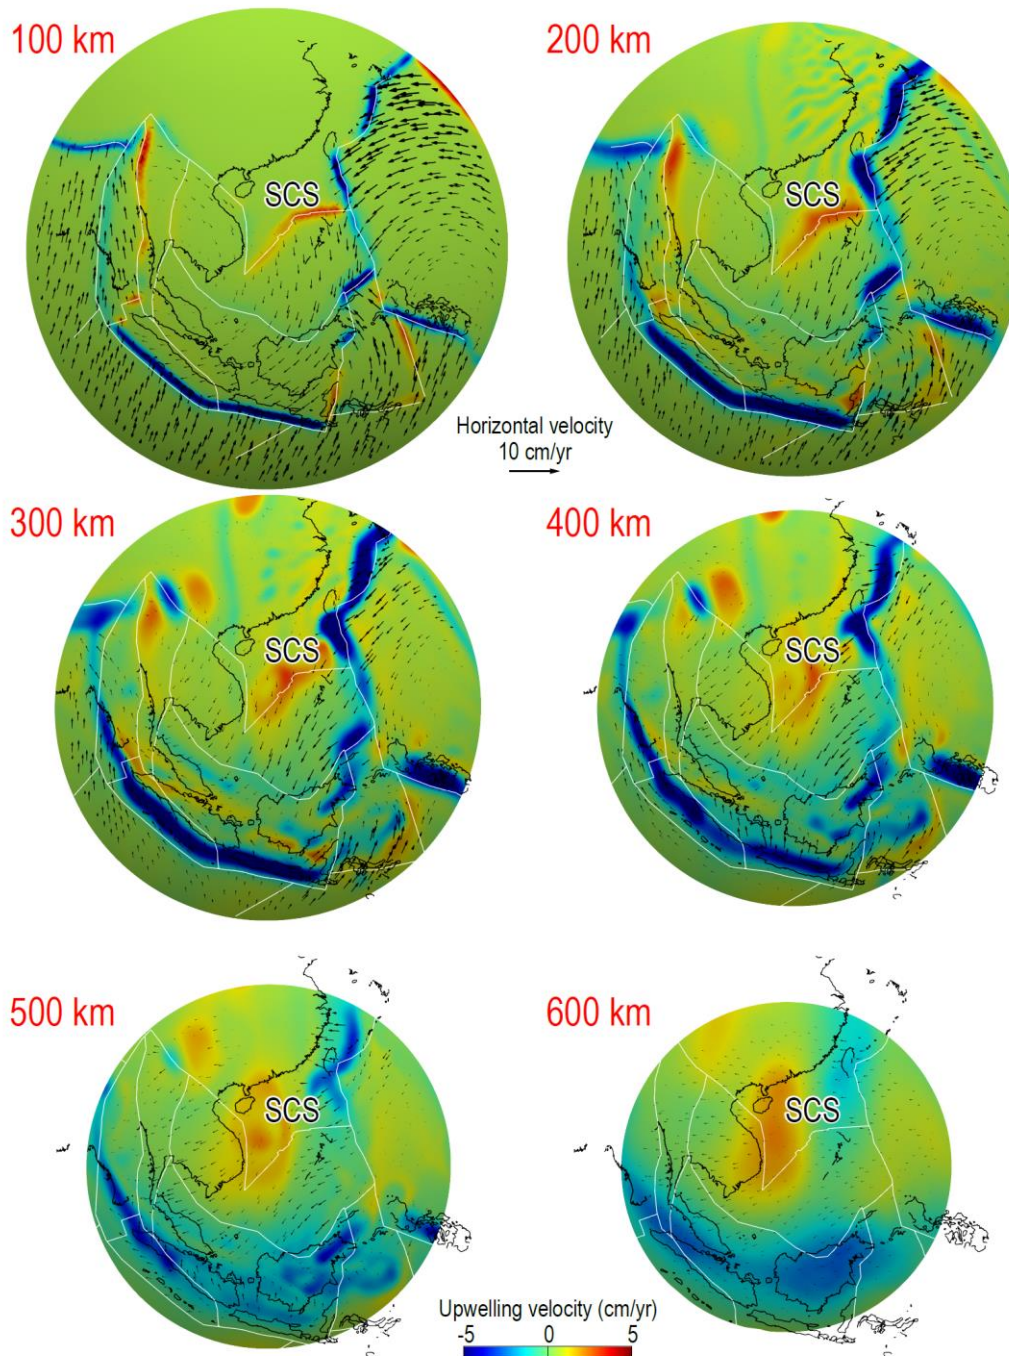 100 km
200 km
SCS
SCS
Horizontal velocity
10 cm/yr
300 km
400 km
SCS
SCS
500 km
600 km
SCS
SCS
Upwelling velocity (cm/yr)
-5 0 5